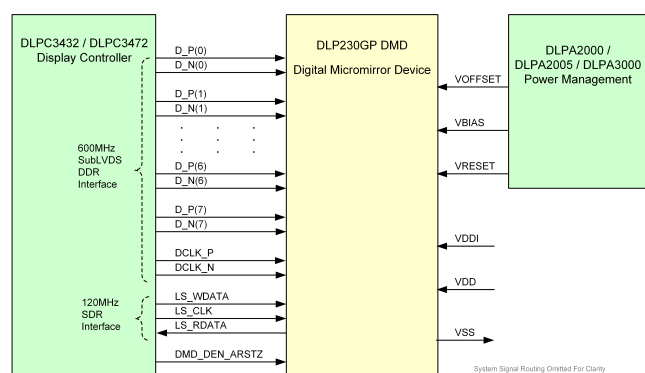 DLPC3432 / DLPC3472
Display Controller
600MHz
SubLVDS
DDR
Interface
120MHz
SDR
Interface
D_P(0)
D_N(0)
D_P(1)
D_N(1)
D_P(6)
D_N(6)
D_P(7)
D_N(7)
DCLK_P
DCLK_N
LS_WDATA
LS_CLK
LS_RDATA
DMD_DEN_ARSTZ
DLP230GP DMD
Digital Micromirror Device
VOFFSET
VBIAS
VRESET
VDDI
VDD
VSS
DLPA2000 /
DLPA2005 / DLPA3000
Power Management
System Signal Routing Omitted For Clarity